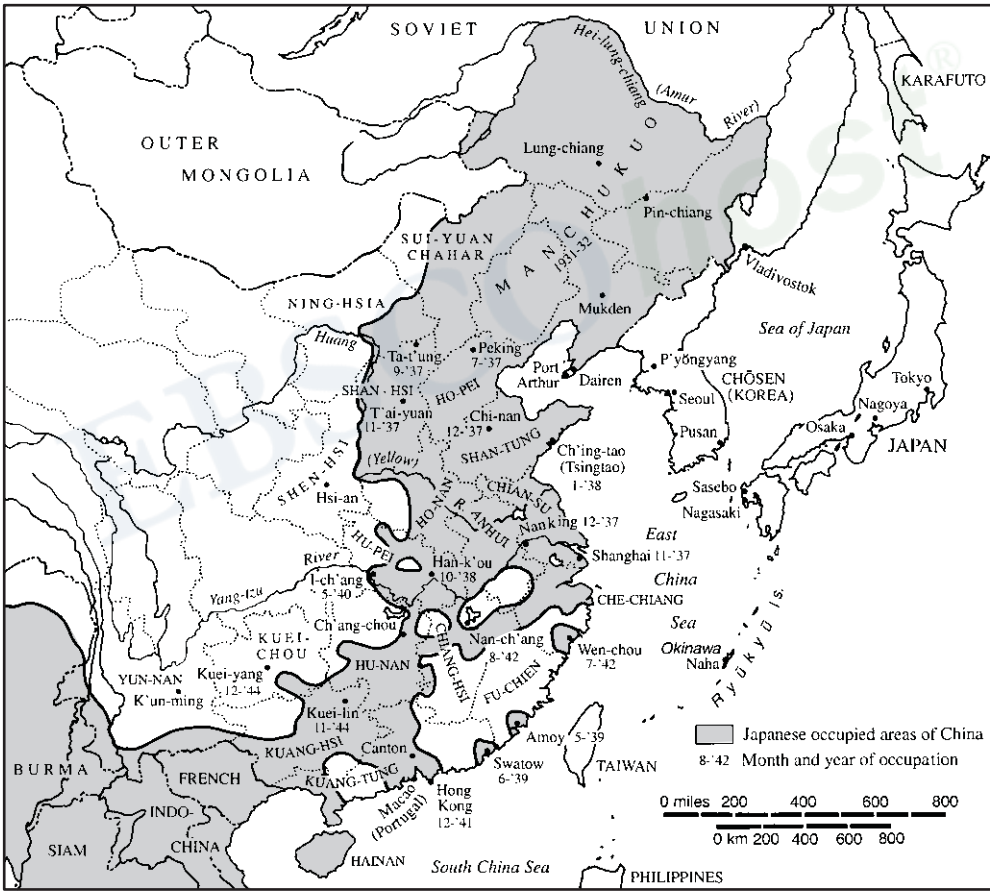 SOVIET UNION
Hei-lung-chiang
(Amur
River)
KARAFUTO
OUTER
MONGOLIA
Lung-chiang
MANCHUKUO
1931-32
Pin-chiang
SUI-YUAN
CHAHAR
Vladivostok
NING-HSIA
Mukden
Huang
Sea of Japan
Ta-t'ung
9-'37
Peking
7-'37
Port
Arthur
Dairen
P'yŏngyang
CHŌSEN
(KOREA)
Seoul
Tokyo
SHAN-HSI
HO-PEI
Nagoya
T'ai-yuan
11-'37
Chi-nan
12-'37
Pusan
Osaka
JAPAN
(Yellow)
SHAN-TUNG
Ch'ing-tao
(Tsingtao)
1-'38
SHEN-HSI
Hsi-an
CHIAN-SU
Sasebo
Nagasaki
HO-NAN
R. ANHUI
Nanking 12-'37
East
China
Sea
HU-PEI
Shanghai 11-'37
River
Han-k'ou
10-'38
I-ch'ang
5-'40
Yang-tzu
CHE-CHIANG
Ch'ang-chou
KUEI-
CHOU
Nan-ch'ang
8-'42
Wen-chou
7-'42
Okinawa
Naha
Ryūkyū is.
CHIANG-HSI
HU-NAN
FU-CHIEN
YUN-NAN
Kuei-yang
12-'44
K'un-ming
Kuei-lin
11-'44
Amoy 5-'39
Japanese occupied areas of China
8-'42 Month and year of occupation
KUANG-HSI
Canton
Swatow
6-'39
TAIWAN
BURMA
FRENCH
INDO-
CHINA
KUANG-TUNG
Macao
(Portugal)
Hong
Kong
12-'41
0 miles 200 400 600 800
0 km 200 400 600 800
SIAM
HAINAN
South China Sea
PHILIPPINES
EBSCOhost®